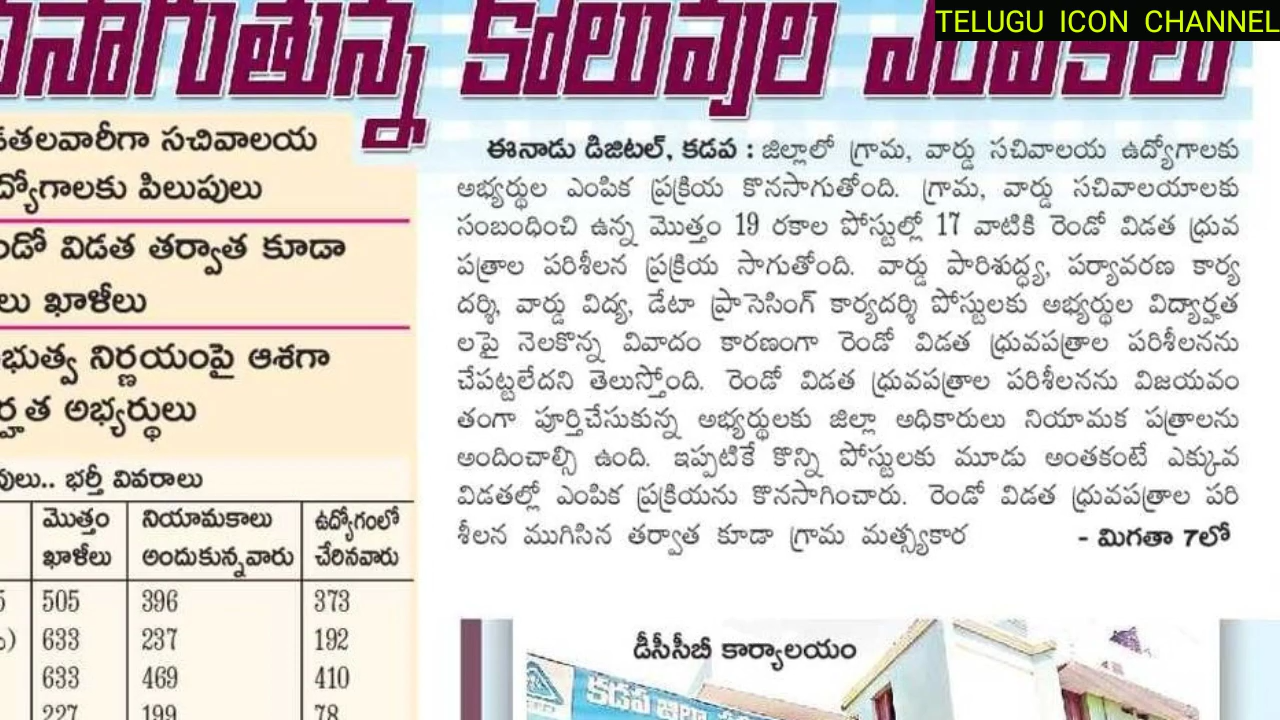 TELUGU ICON CHANNEL
కొలువుల
విడతలవారీగా సచివాలయ
పిలుపులు
విడత తర్వాత కూడా
ఖాళీలు
నిర్ణయంపై ఆశగా
అభ్యర్థులు
ఈనాడు డిజిటల్, కడప : జిల్లాలో గ్రామ, వార్డు సచివాలయ ఉద్యోగాలకు
అభ్యర్థుల ఎంపిక ప్రక్రియ కొనసాగుతోంది. గ్రామ, వార్డు సచివాలయాలకు
సంబంధించి ఉన్న మొత్తం 19 రకాల పోస్టుల్లో 17 వాటికి రెండో విడత ధ్రువ
పత్రాల పరిశీలన ప్రక్రియ సాగుతోంది. వార్డు పారిశుద్ధ్య, పర్యావరణ కార్య
దర్శి, వార్డు విద్య, డేటా ప్రాసెసింగ్ కార్యదర్శి పోస్టులకు అభ్యర్థుల విద్యార్హత
లపై నెలకొన్న వివాదం కారణంగా రెండో విడత ధ్రువపత్రాల పరిశీలనను
చేపట్టలేదని తెలుస్తోంది. రెండో విడత ధ్రువపత్రాల పరిశీలనను విజయవం
తంగా పూర్తిచేసుకున్న అభ్యర్థులకు జిల్లా అధికారులు నియామక పత్రాలను
అందించాల్సి ఉంది. ఇప్పటికే కొన్ని పోస్టులకు మూడు అంతకంటే ఎక్కువ
విడతల్లో ఎంపిక ప్రక్రియను కొనసాగించారు. రెండో విడత ధ్రువపత్రాల పరి
శీలన ముగిసిన తర్వాత కూడా గ్రామ మత్స్యకార - మిగతా 7లో
భర్తీ వివరాలు
మొత్తం ఖాళీలు
నియామకాలు అందుకున్నవారు
ఉద్యోగంలో చేరినవారు
505 396 373
633 237 192
633 469 410
227 199 78
డీసీసీబీ కార్యాలయం
కడప జిల్లా